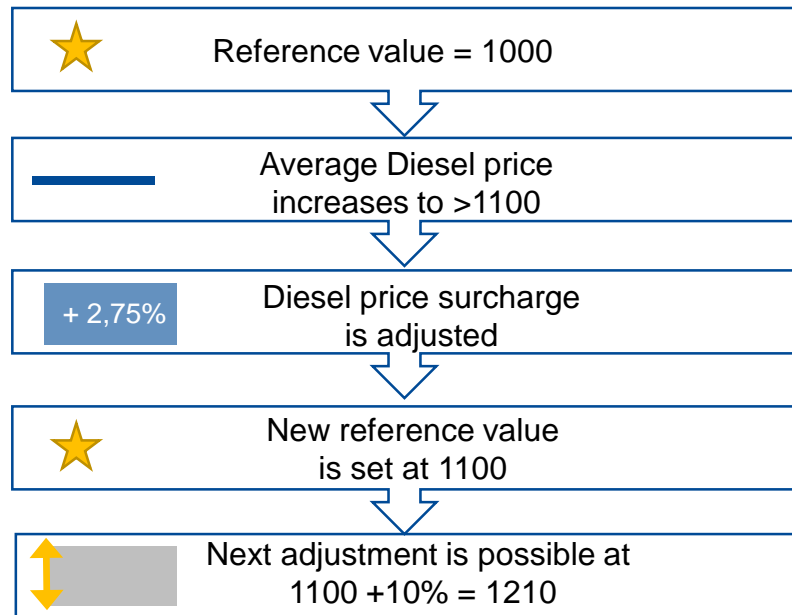 Reference value = 1000
Average Diesel price
increases to >1100
+ 2,75%
Diesel price surcharge
is adjusted
New reference value
is set at 1100
Next adjustment is possible at
1100 +10% = 1210